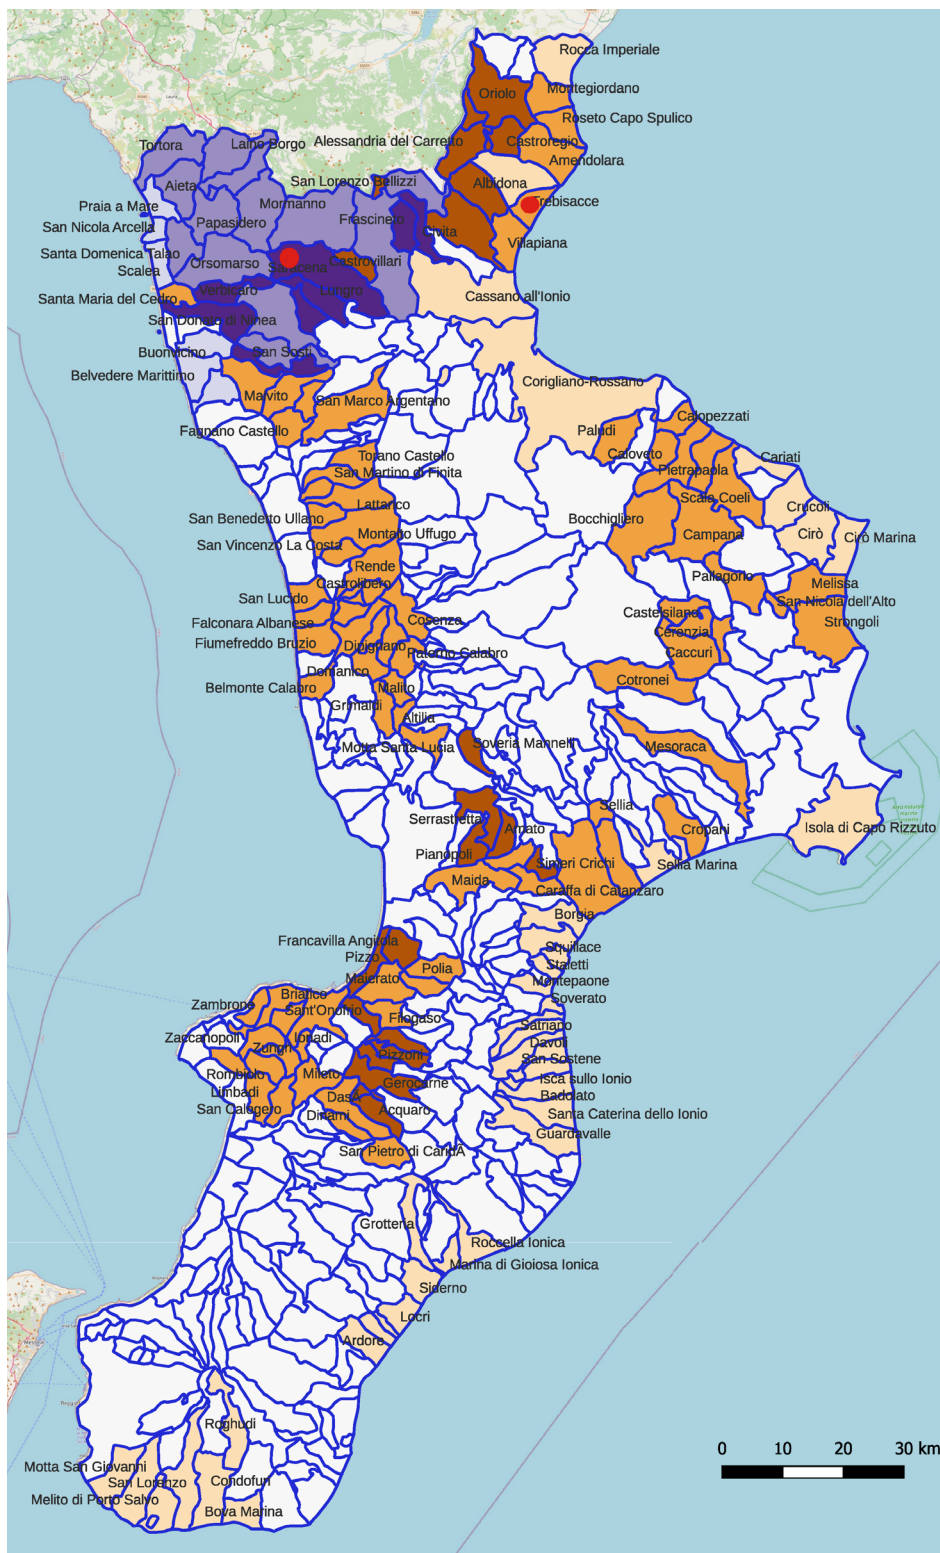 Rocca Imperiale
Oriolo
Montegiordano
Roseto Capo Spulico
Alessandria del Carretto
Castroregio
Tortora
Laino Borgo
Amendolara
San Lorenzo Bellizzi
Albidona
Aieta
Trebisacce
Mormanno
Praia a Mare
Papasidero
Frascineto
San Nicola Arcella
Civita
Villapiana
Santa Domenica Talao
Orsomarso
Saracena
Castrovillari
Scalea
Verbicaro
Lungro
Cassano all'Ionio
Santa Maria del Cedro
San Donato di Ninea
Buonvicino
San Sosti
Belvedere Marittimo
Corigliano-Rossano
Malvito
San Marco Argentano
Calopezzati
Fagnano Castello
Paludi
Caloveto
Torano Castello
Cariati
San Martino di Finita
Pietrapaola
Scala Coeli
Lattarico
Crucoli
San Benedetto Ullano
Bocchigliero
Montalto Uffugo
Campana
Cirò
Cirò Marina
San Vincenzo La Costa
Rende
Pallagorio
Castrolibero
Melissa
San Lucido
San Nicola dell'Alto
Castelsilano
Falconara Albanese
Cosenza
Strongoli
Cerenzia
Fiumefreddo Bruzio
Dipignano
Paterno Calabro
Caccuri
Domanico
Cotronei
Belmonte Calabro
Malito
Grimaldi
Altilia
Motta Santa Lucia
Soveria Mannelli
Mesoraca
Sellia
Serrastretta
Amato
Cropani
Isola di Capo Rizzuto
Pianopoli
Simeri Crichi
Sellia Marina
Maida
Caraffa di Catanzaro
Borgia
Francavilla Angitola
Squillace
Pizzo
Polia
Staletti
Maierato
Montepaone
Briatico
Soverato
Zambrone
Sant'Onofrio
Filogaso
Satriano
Zaccanopoli
Ionadi
Davoli
Zungri
Pizzoni
San Sostene
Rombiolo
Mileto
Gerocarne
Isca sullo Ionio
Limbadi
DasÃ
Badolato
San Calogero
Dinami
Acquaro
Santa Caterina dello Ionio
Guardavalle
San Pietro di CaridÃ
Grotteria
Roccella Ionica
Marina di Gioiosa Ionica
Siderno
Locri
Ardore
Roghudi
Motta San Giovanni
San Lorenzo
Condofuri
Melito di Porto Salvo
Bova Marina
0 10 20 30 km